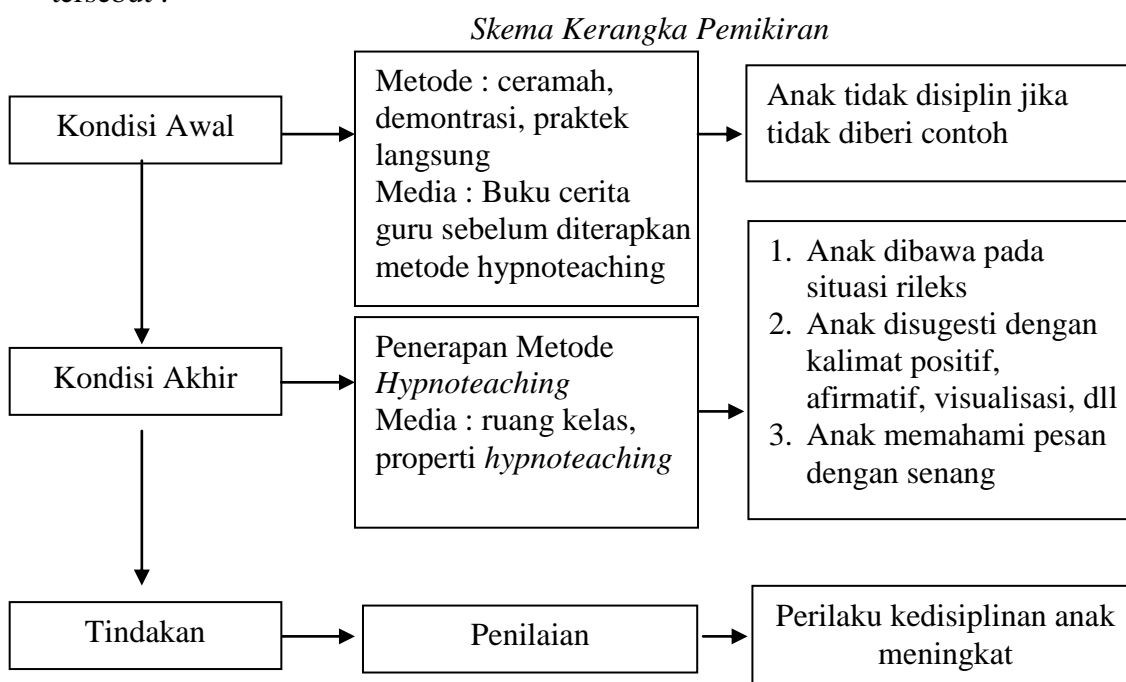 tersebut :
Skema Kerangka Pemikiran
Kondisi Awal
Metode : ceramah,
demontrasi, praktek
langsung
Media : Buku cerita
guru sebelum diterapkan
metode hypnoteaching
Anak tidak disiplin jika
tidak diberi contoh
Kondisi Akhir
Penerapan Metode
Hypnoteaching
Media : ruang kelas,
properti hypnoteaching
1. Anak dibawa pada
situasi rileks
2. Anak disugesti dengan
kalimat positif,
afirmatif, visualisasi, dll
3. Anak memahami pesan
dengan senang
Tindakan
Penilaian
Perilaku kedisiplinan anak
meningkat